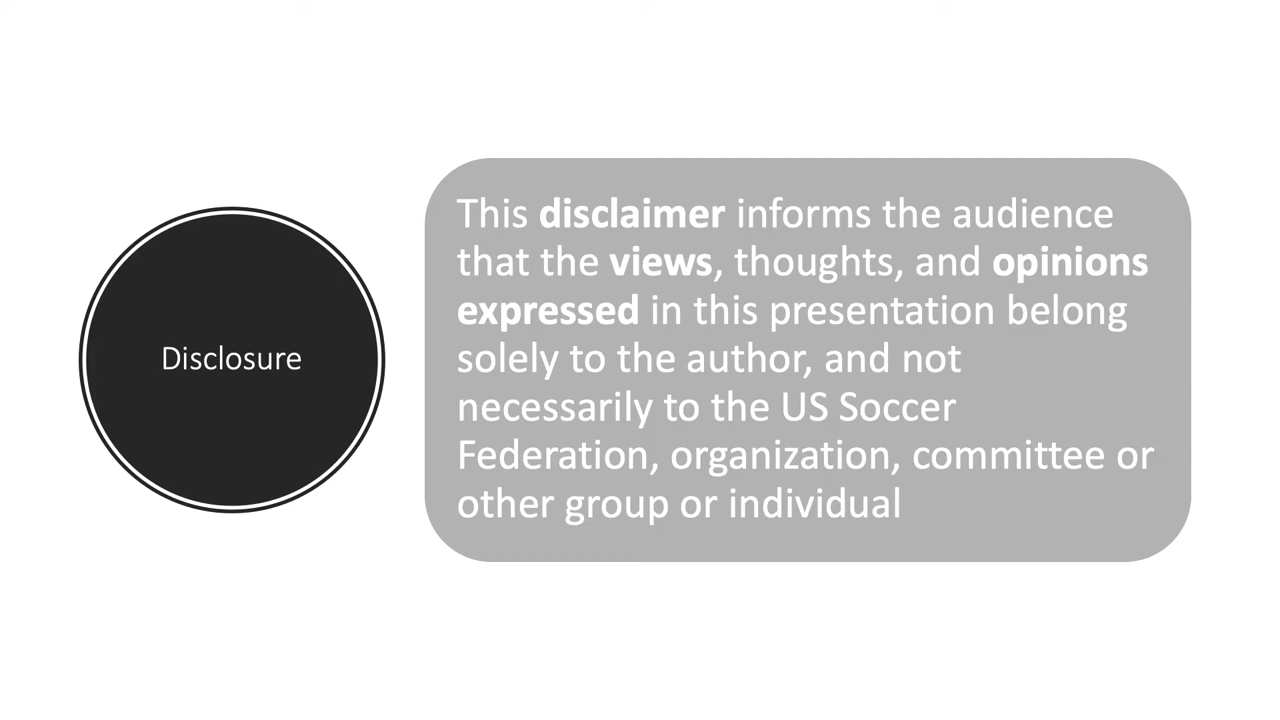 Disclosure
This disclaimer informs the audience
that the views, thoughts, and opinions
expressed in this presentation belong
solely to the author, and not
necessarily to the US Soccer
Federation, organization, committee or
other group or individual